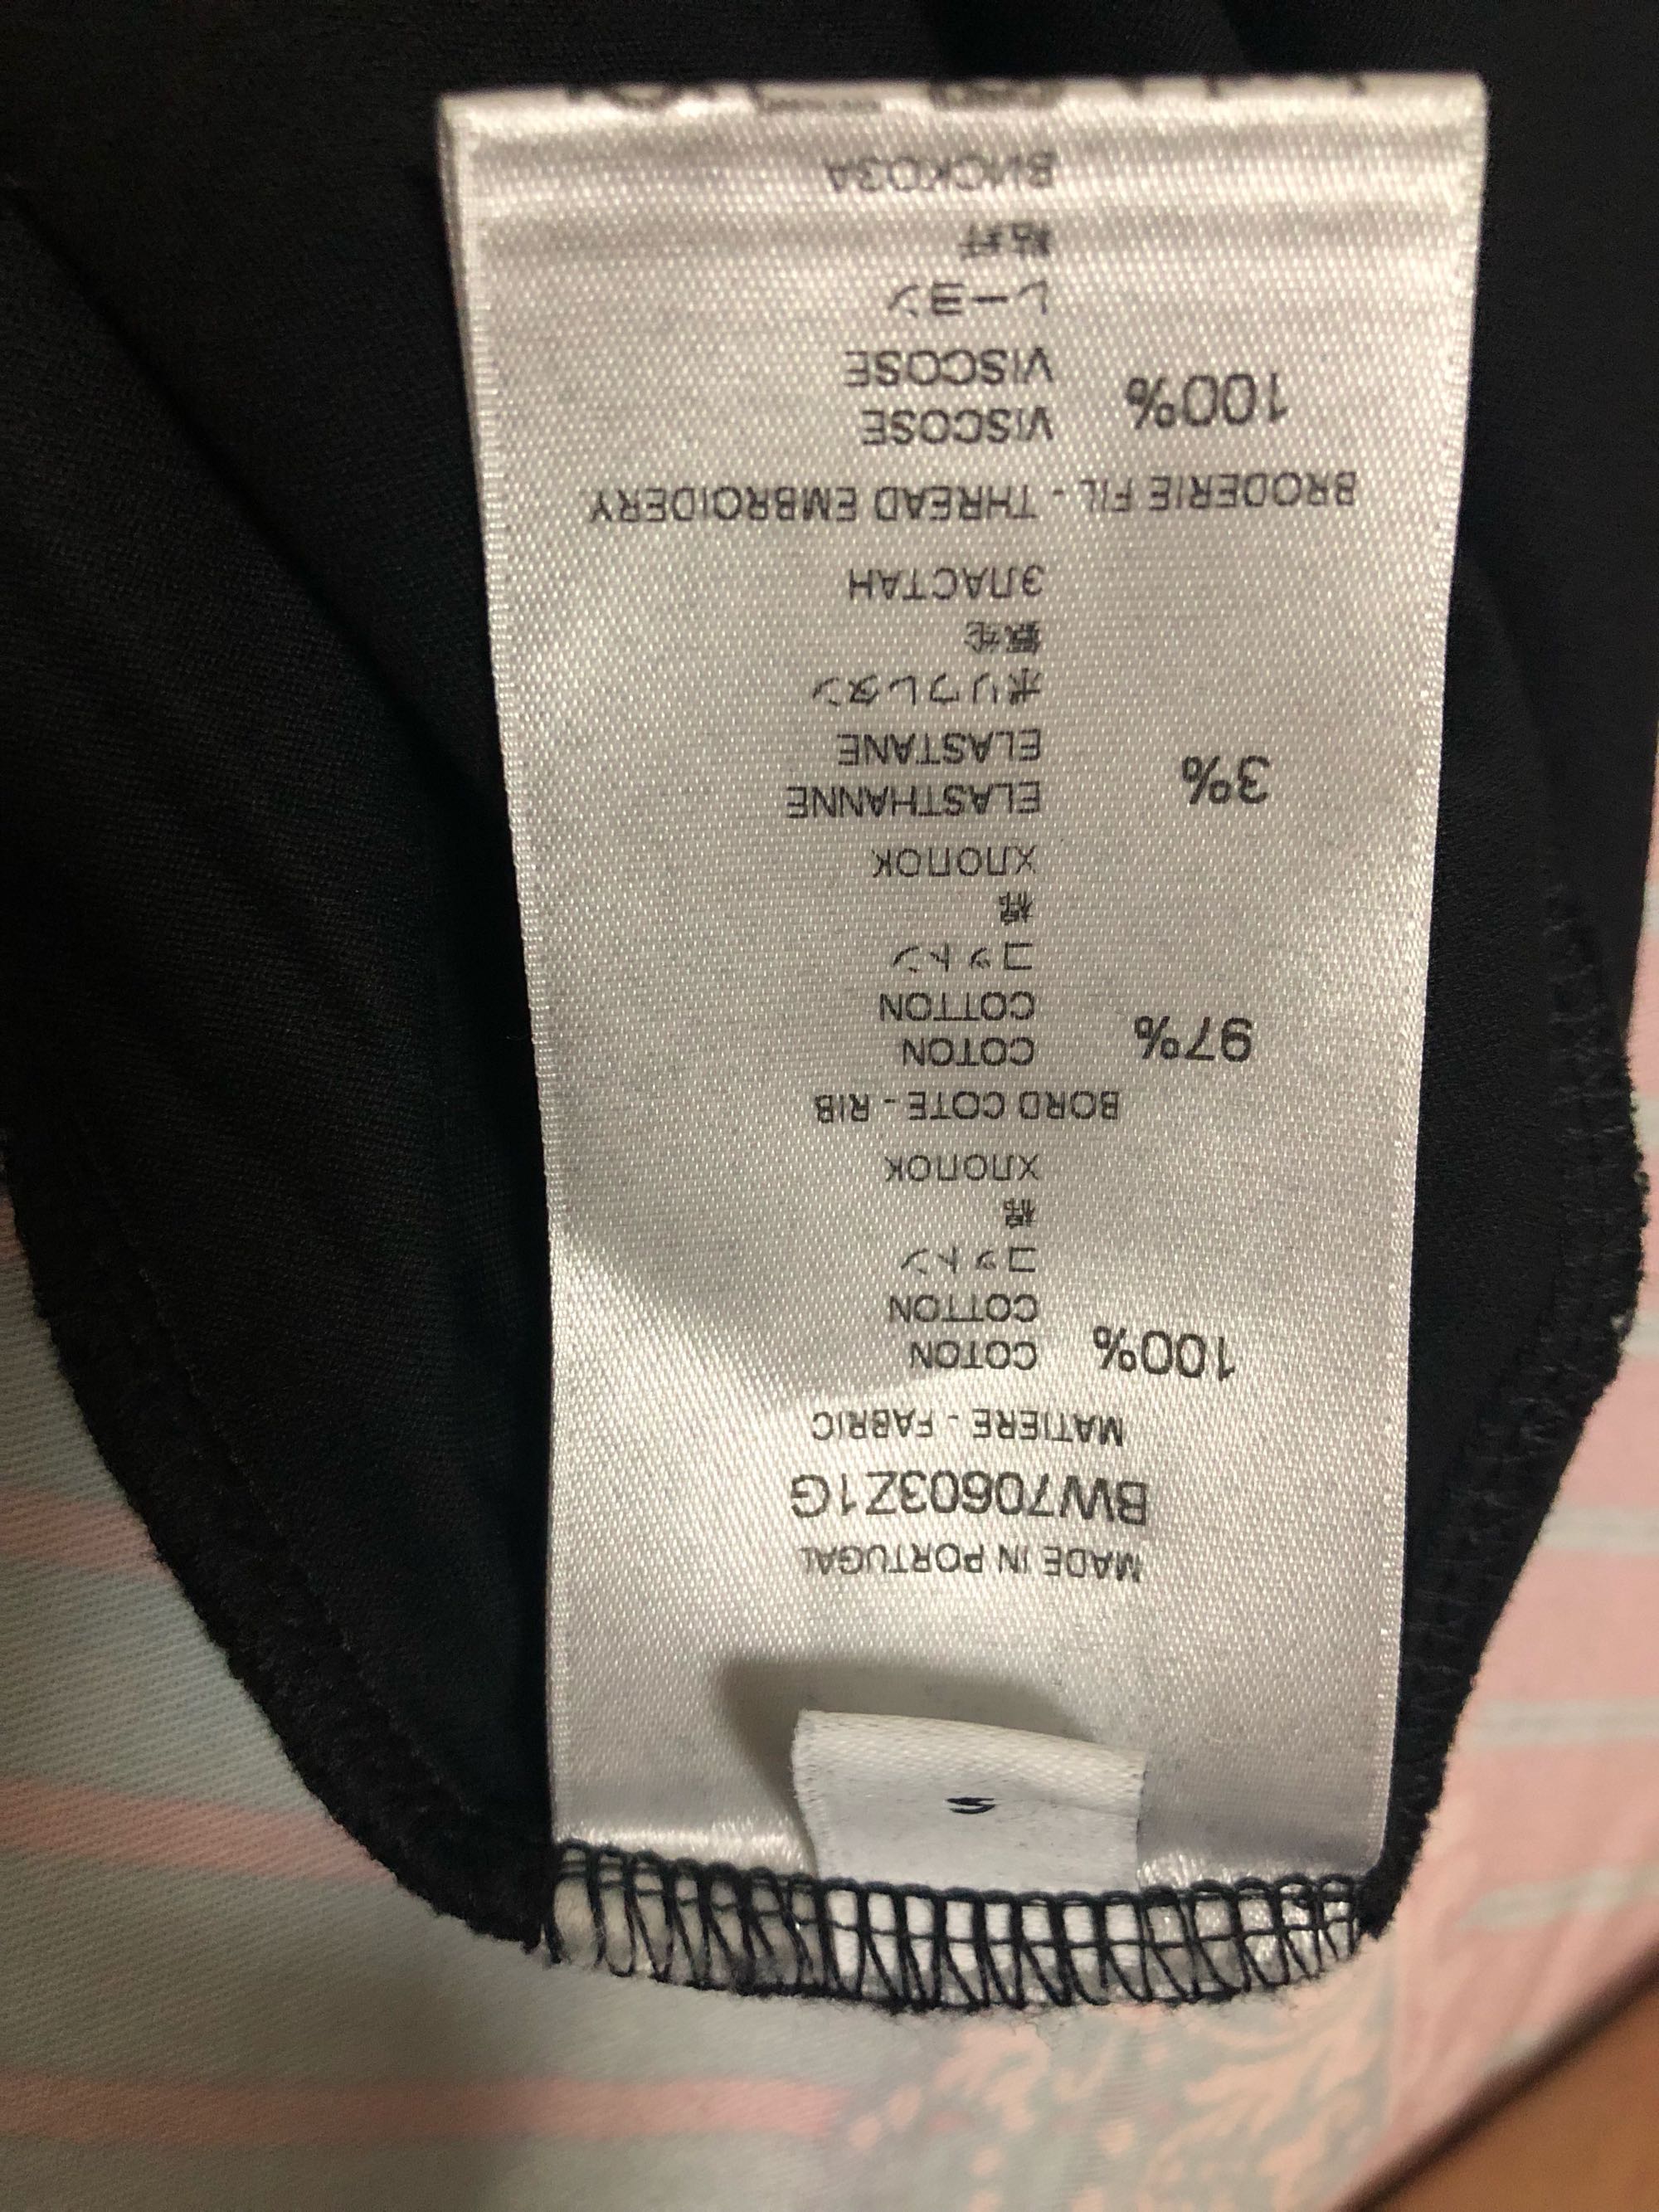 MADE IN PORTUGAL
BW70603Z1G
MATIERE - FABRIC
100% COTON
COTTON
コットン
棉
ХЛОПОК
BORD COTE - RIB
97% COTON
COTTON
コットン
棉
ХЛОПОК
3% ELASTHANNE
ELASTANE
ポリウレタン
氨纶
ЭЛАСТАН
BRODERIE FIL - THREAD EMBROIDERY
100% VISCOSE
VISCOSE
レーヨン
粘纤
ВИСКОЗА